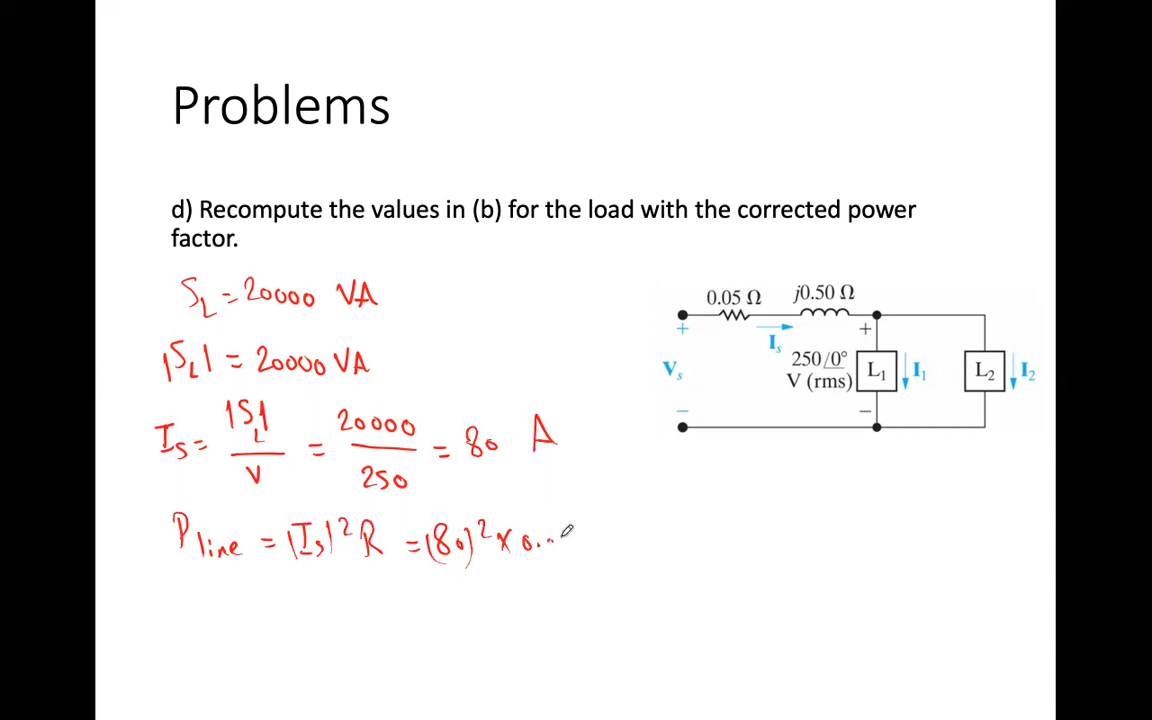 Problems
d) Recompute the values in (b) for the load with the corrected power
factor.
S_L = 20000 VA
|S_L| = 20000 VA
I_s = |S_L| / V = 20000 / 250 = 80 A
P_line = |I_s|² R = (80)² × 0...
0.05 Ω
j0.50 Ω
+
I_s
+
V_s
250/0°
V (rms)
L₁
I₁
L₂
I₂
−
−